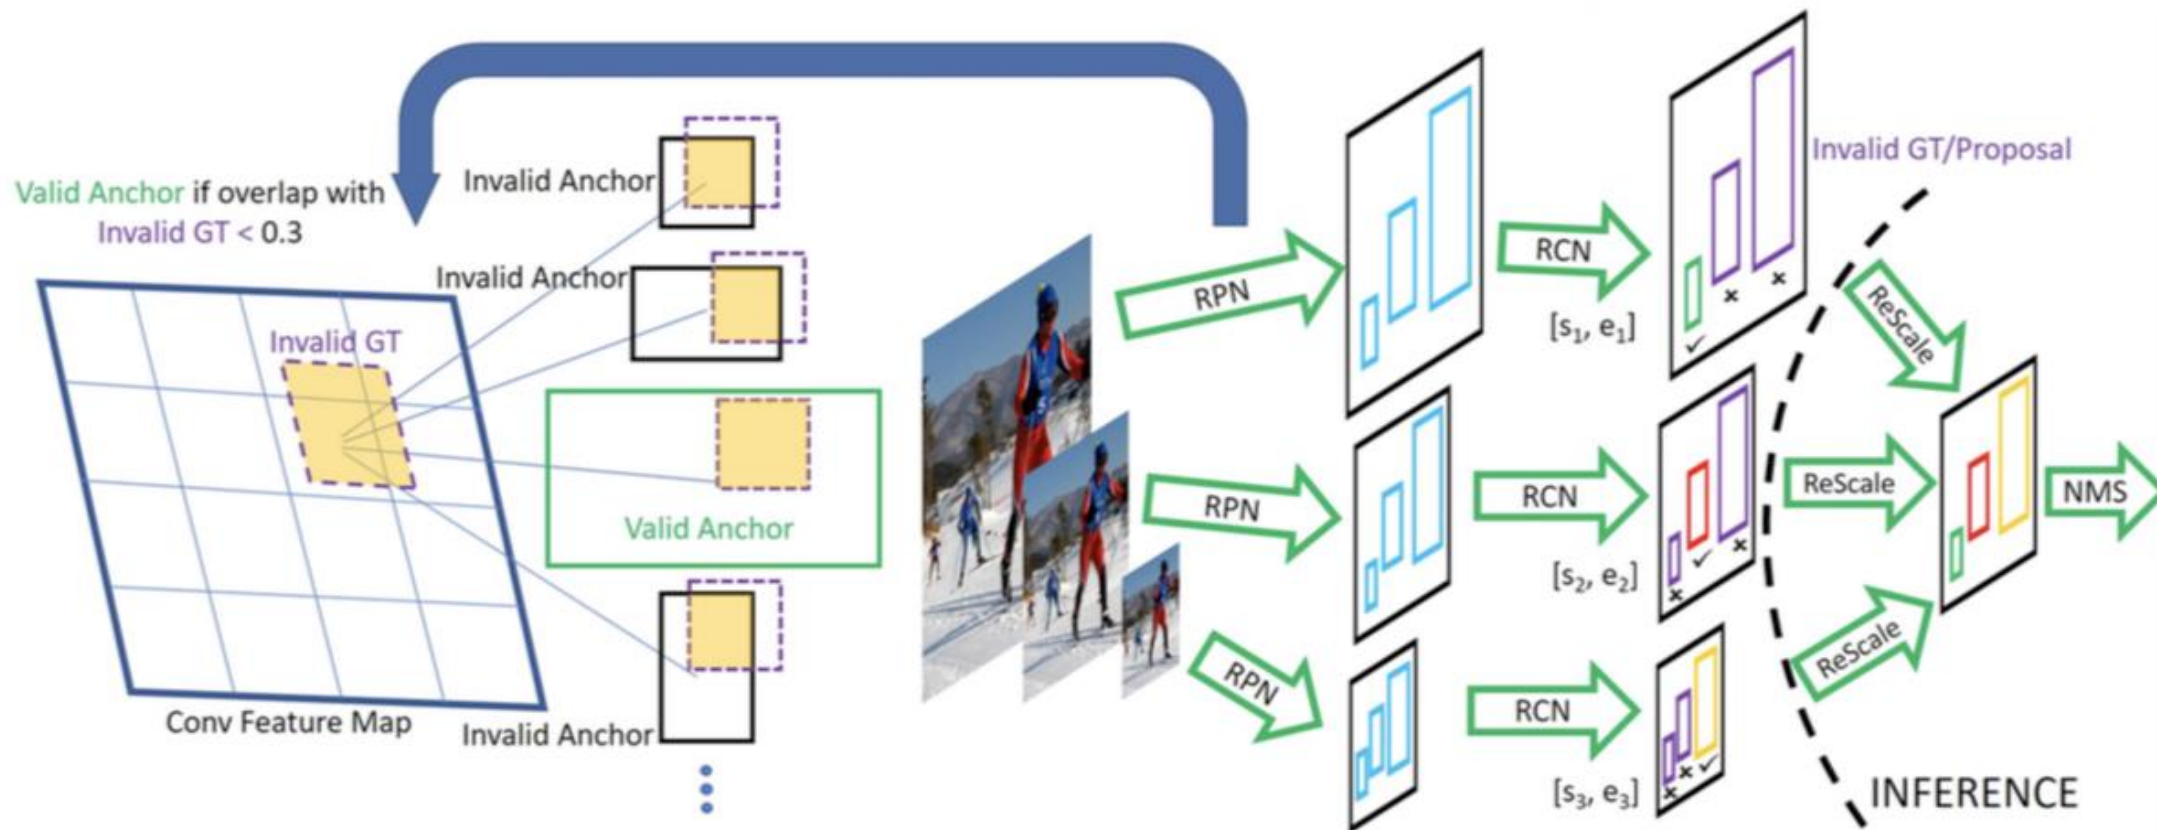 Valid Anchor if overlap with
Invalid GT < 0.3
Invalid GT
Conv Feature Map
Invalid Anchor
Invalid Anchor
Valid Anchor
Invalid Anchor
RPN
RPN
RPN
RCN
[s₁, e₁]
RCN
[s₂, e₂]
RCN
[s₃, e₃]
Invalid GT/Proposal
ReScale
ReScale
ReScale
NMS
INFERENCE